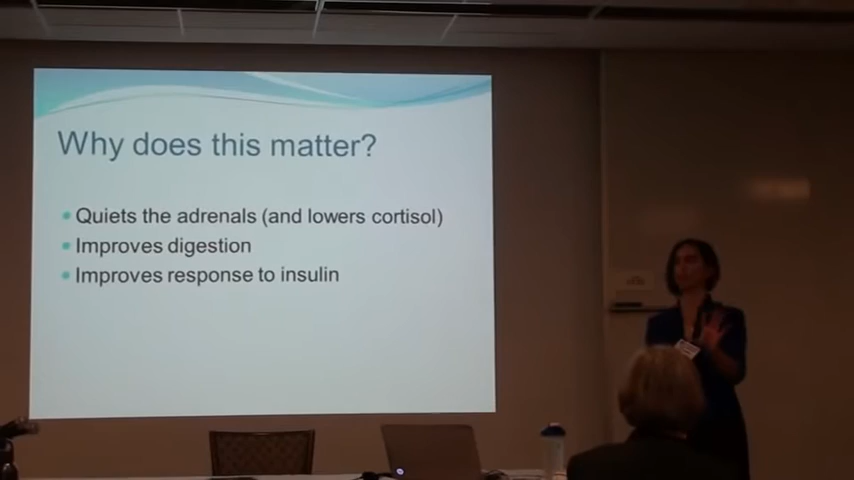 Why does this matter?
Quiets the adrenals (and lowers cortisol)
Improves digestion
Improves response to insulin